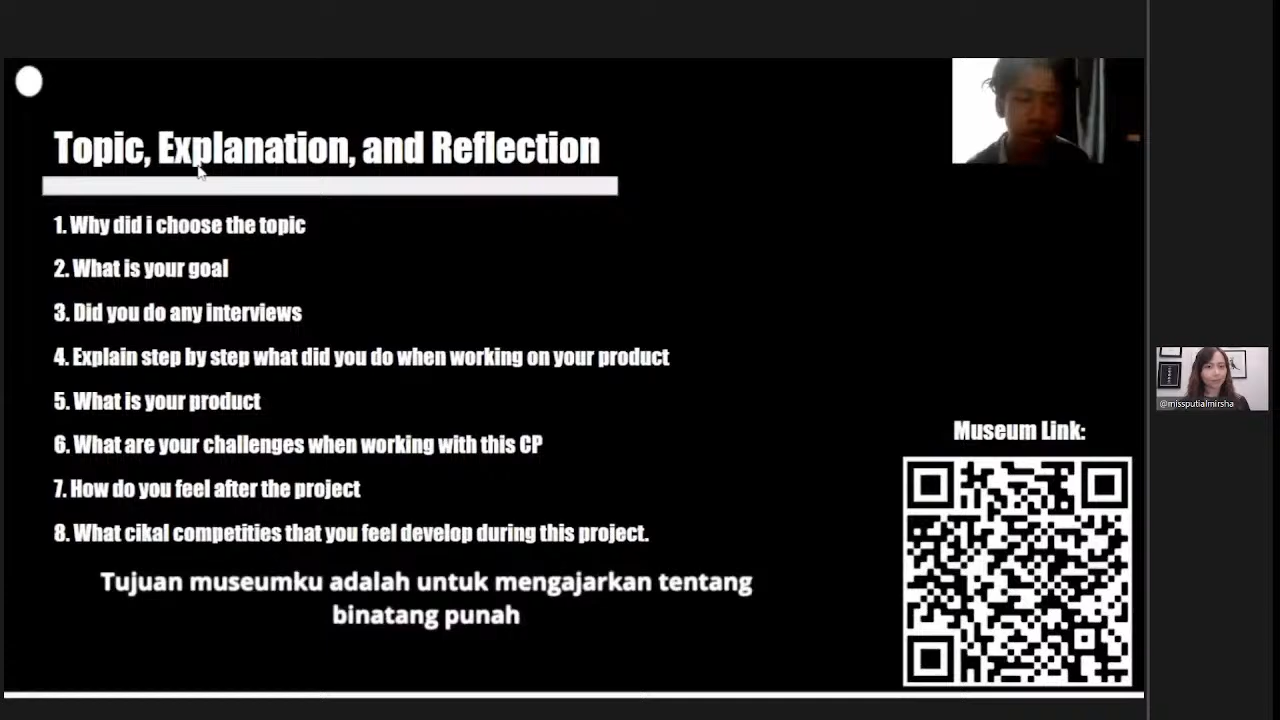 Topic, Explanation, and Reflection
1. Why did i choose the topic
2. What is your goal
3. Did you do any interviews
4. Explain step by step what did you do when working on your product
5. What is your product
6. What are your challenges when working with this CP
7. How do you feel after the project
8. What cikal competities that you feel develop during this project.
Tujuan museumku adalah untuk mengajarkan tentang
binatang punah
Museum Link:
@missputialmirsha